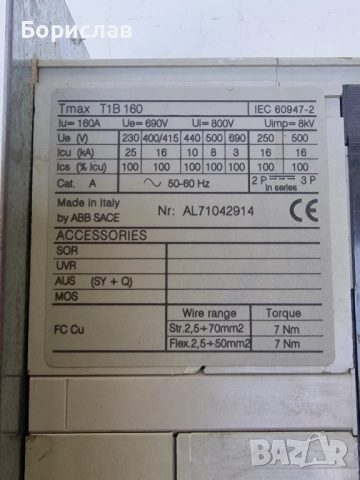 Борислав
Tmax T1B 160 IEC 60947-2
Iu=160A Ue=690V Ui=800V Uimp=8kV
Ue (V) 230 400/415 440 500 690 250 500
Icu (kA) 25 16 10 8 3 16 16
Ics (% Icu) 100 100 100 100 100 100 100
Cat. A ~ 50-60 Hz 2 P 3 P
in series
Made in Italy
by ABB SACE Nr: AL71042914 CE
ACCESSORIES
SOR
UVR
AUS (SY + Q)
MOS
Wire range Torque
FC Cu Str.2,5÷70mm2 7 Nm
Flex.2,5÷50mm2 7 Nm
БАZАР